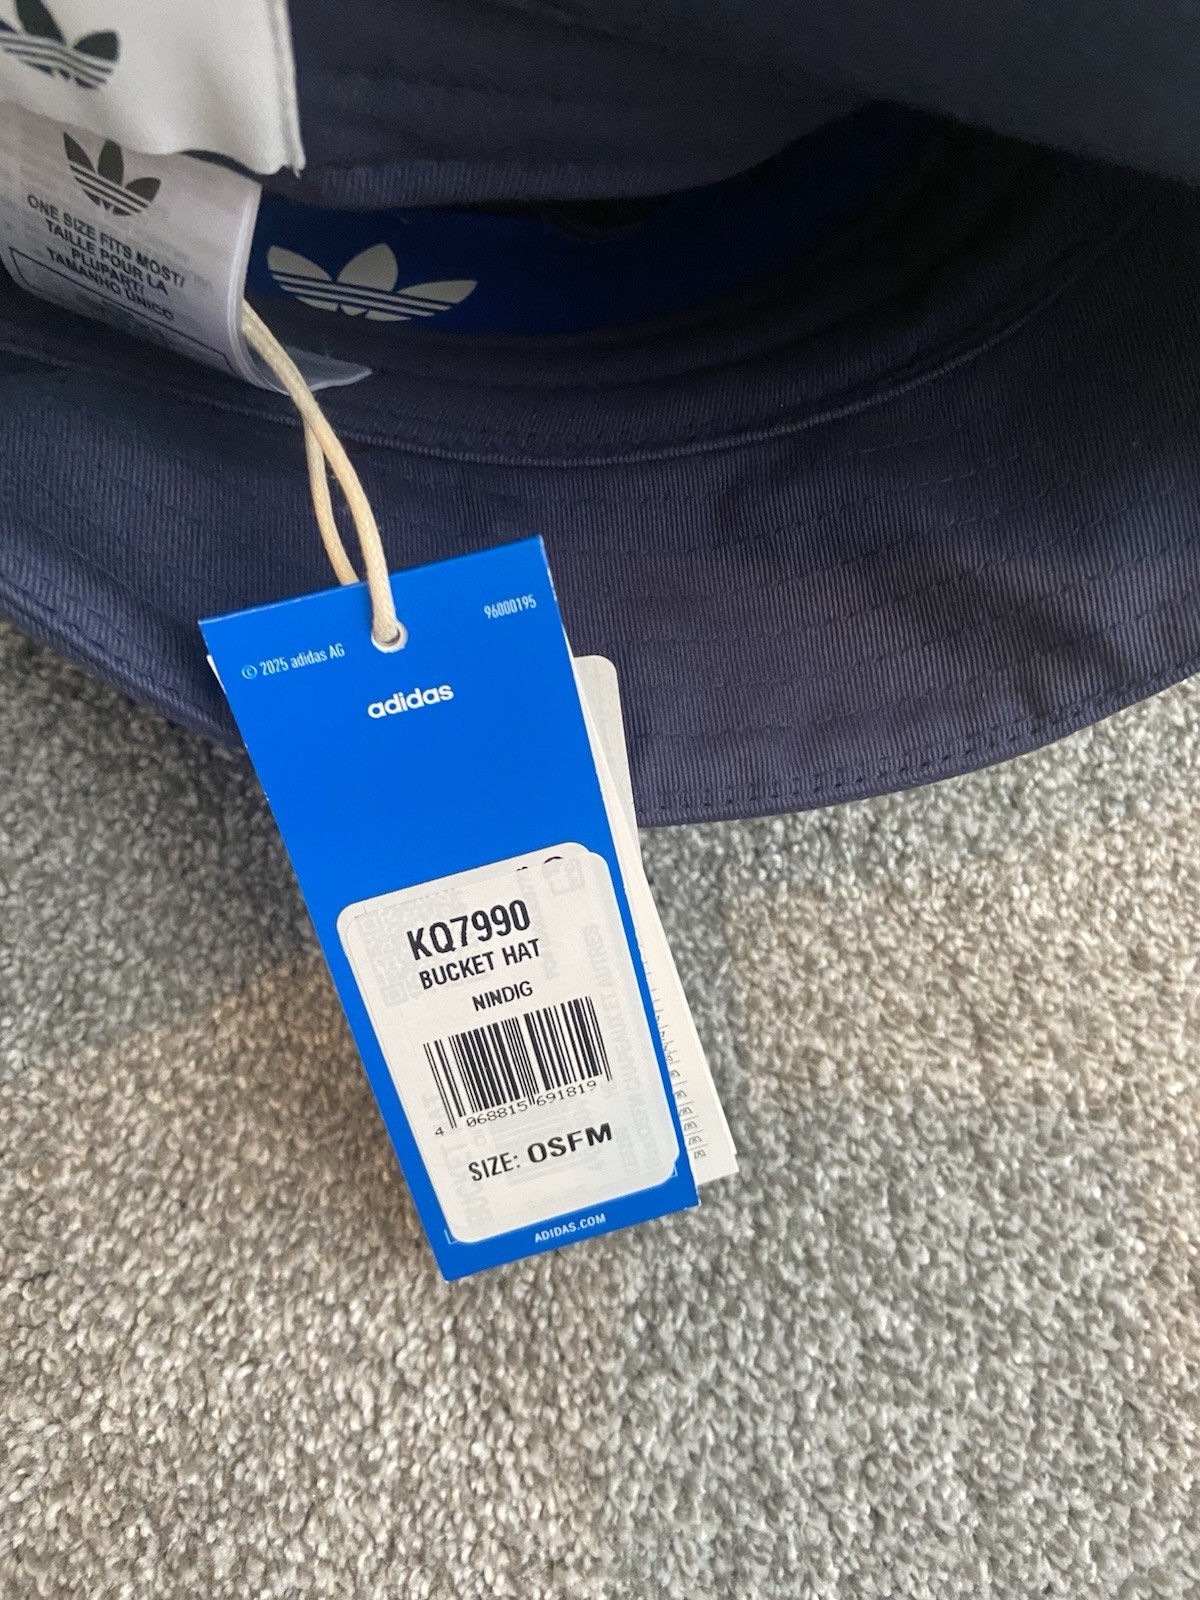 ONE SIZE FITS MOST/
TAILLE POUR LA
PLUPART/
TAMANHO ÚNICO
96000195
© 2025 adidas AG
adidas
KQ7990
BUCKET HAT
NINDIG
4 068815 691819
SIZE: OSFM
ADIDAS.COM